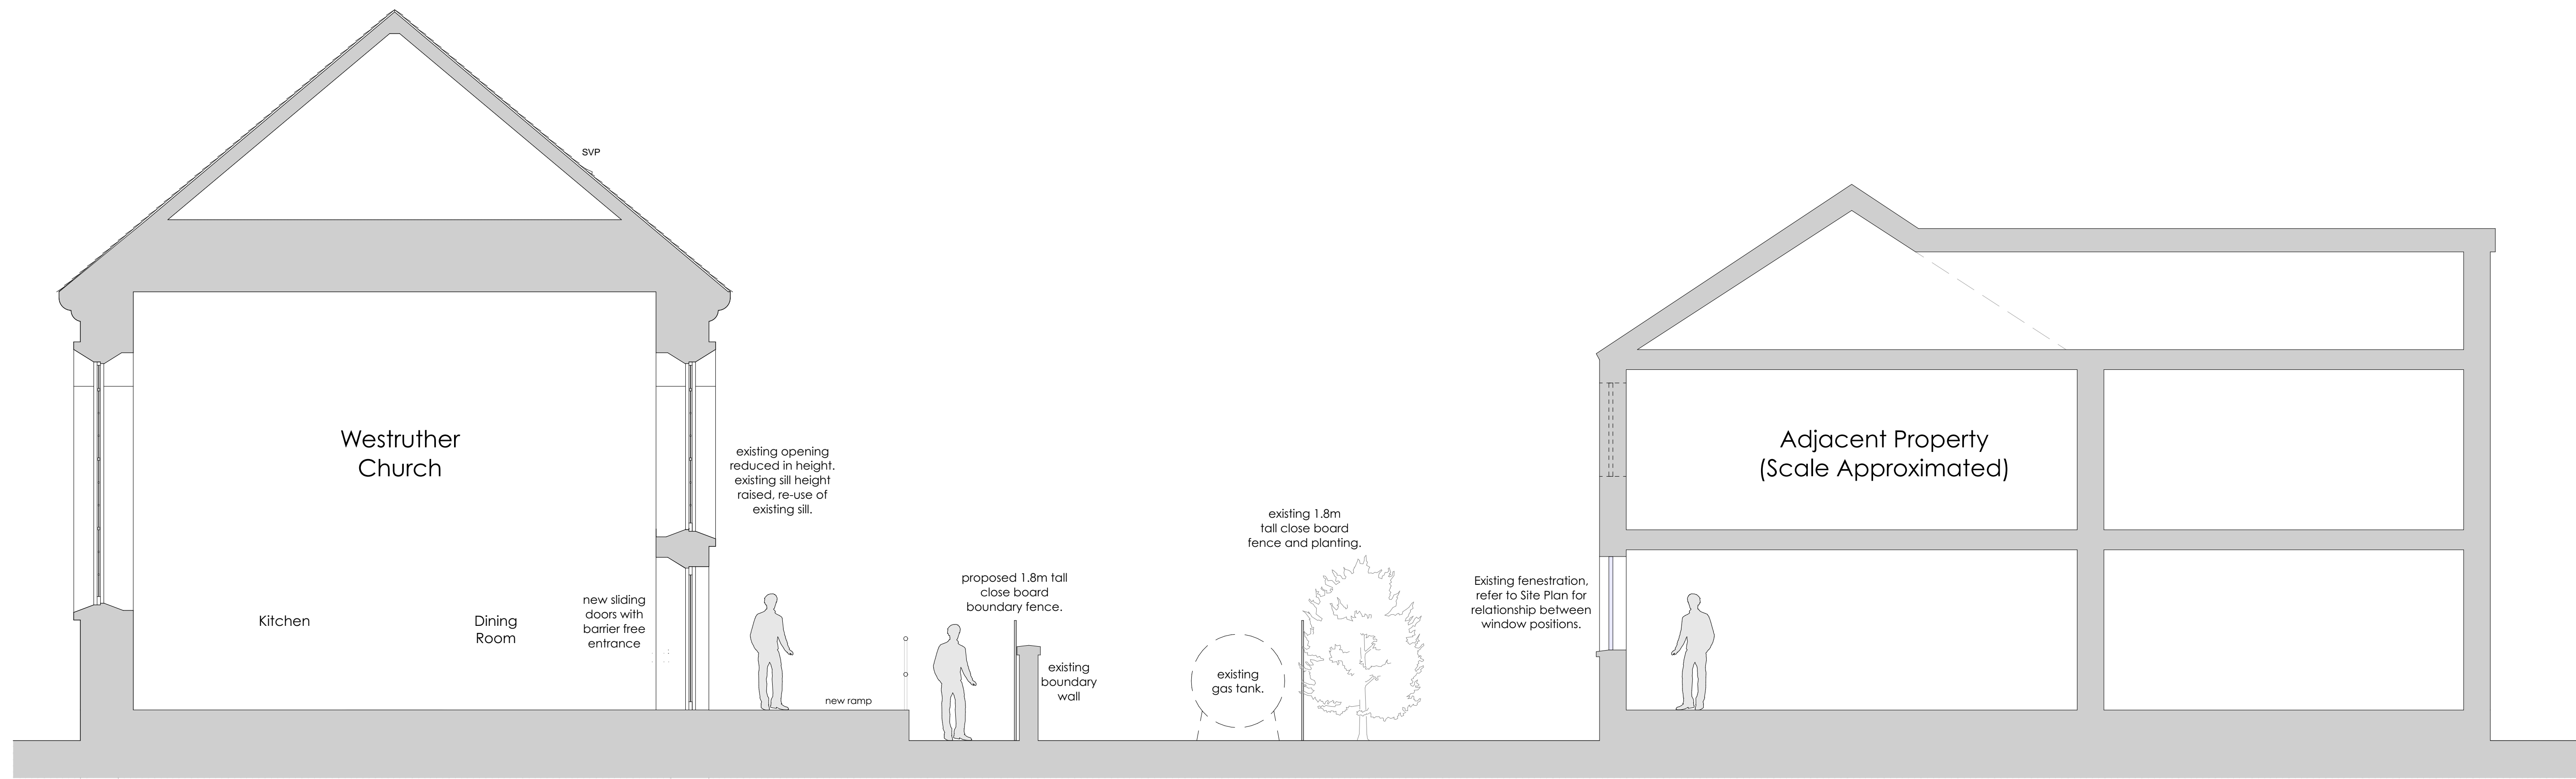 SVP
Westruther
Church
existing opening
reduced in height.
existing sill height
raised, re-use of
existing sill.
Kitchen
Dining
Room
new sliding
doors with
barrier free
entrance
new ramp
proposed 1.8m tall
close board
boundary fence.
existing
boundary
wall
existing
gas tank.
existing 1.8m
tall close board
fence and planting.
Existing fenestration,
refer to Site Plan for
relationship between
window positions.
Adjacent Property
(Scale Approximated)